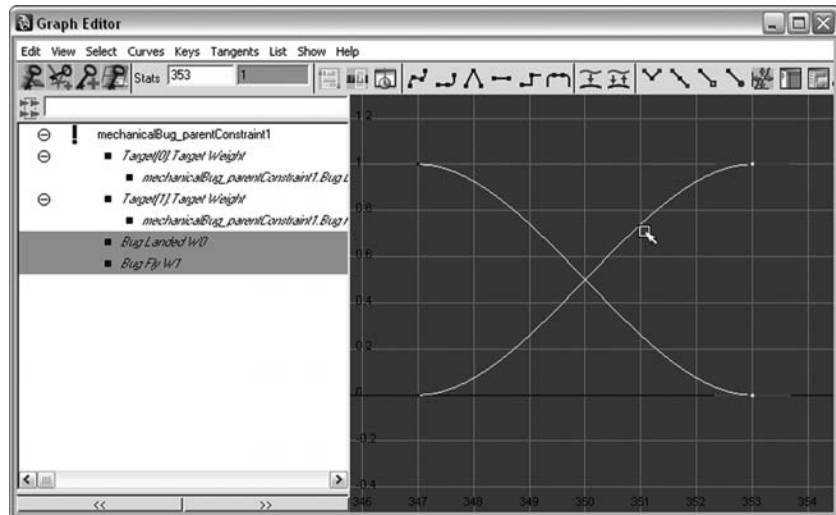 Graph Editor
Edit View Select Curves Keys Tangents List Show Help
Stats 353 1
mechanicalBug_parentConstraint1
Target[0].Target Weight
mechanicalBug_parentConstraint1.Bug
Target[1].Target Weight
mechanicalBug_parentConstraint1.Bug
Bug Landed W0
Bug Fly W1
<< >>
1.2
1
0.8
0.6
0.4
0.2
0
-0.2
-0.4
346 347 348 349 350 351 352 353 354